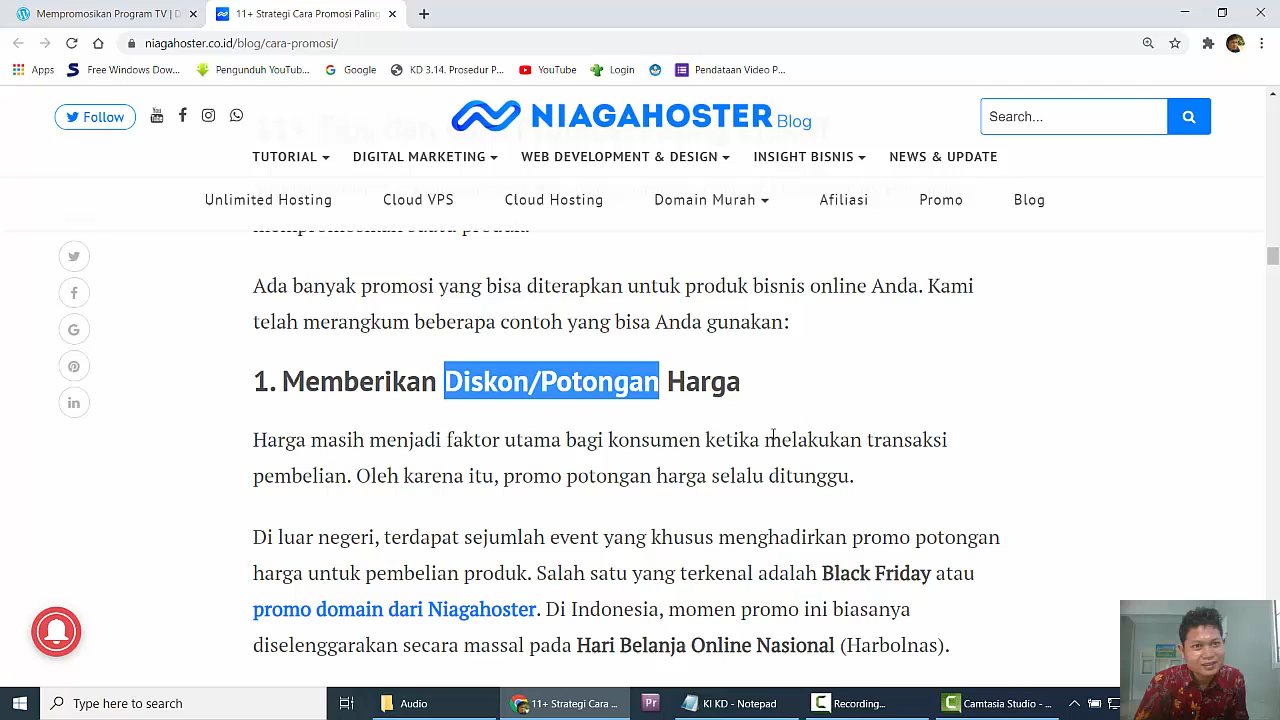 Mempromosikan Program TV | D
11+ Strategi Cara Promosi Paling
niagahoster.co.id/blog/cara-promosi/
Apps
Free Windows Dow...
Pengunduh YouTub...
Google
KD 3.14. Prosedur P...
YouTube
Login
Pendataan Video P...
Follow
NIAGAHOSTER Blog
Search...
TUTORIAL
DIGITAL MARKETING
WEB DEVELOPMENT & DESIGN
INSIGHT BISNIS
NEWS & UPDATE
Unlimited Hosting
Cloud VPS
Cloud Hosting
Domain Murah
Afiliasi
Promo
Blog
Ada banyak promosi yang bisa diterapkan untuk produk bisnis online Anda. Kami
telah merangkum beberapa contoh yang bisa Anda gunakan:
1. Memberikan Diskon/Potongan Harga
Harga masih menjadi faktor utama bagi konsumen ketika melakukan transaksi
pembelian. Oleh karena itu, promo potongan harga selalu ditunggu.
Di luar negeri, terdapat sejumlah event yang khusus menghadirkan promo potongan
harga untuk pembelian produk. Salah satu yang terkenal adalah Black Friday atau
promo domain dari Niagahoster. Di Indonesia, momen promo ini biasanya
diselenggarakan secara massal pada Hari Belanja Online Nasional (Harbolnas).
Type here to search
Audio
11+ Strategi Cara ...
Pr
KI KD - Notepad
Recording...
Camtasia Studio - ...